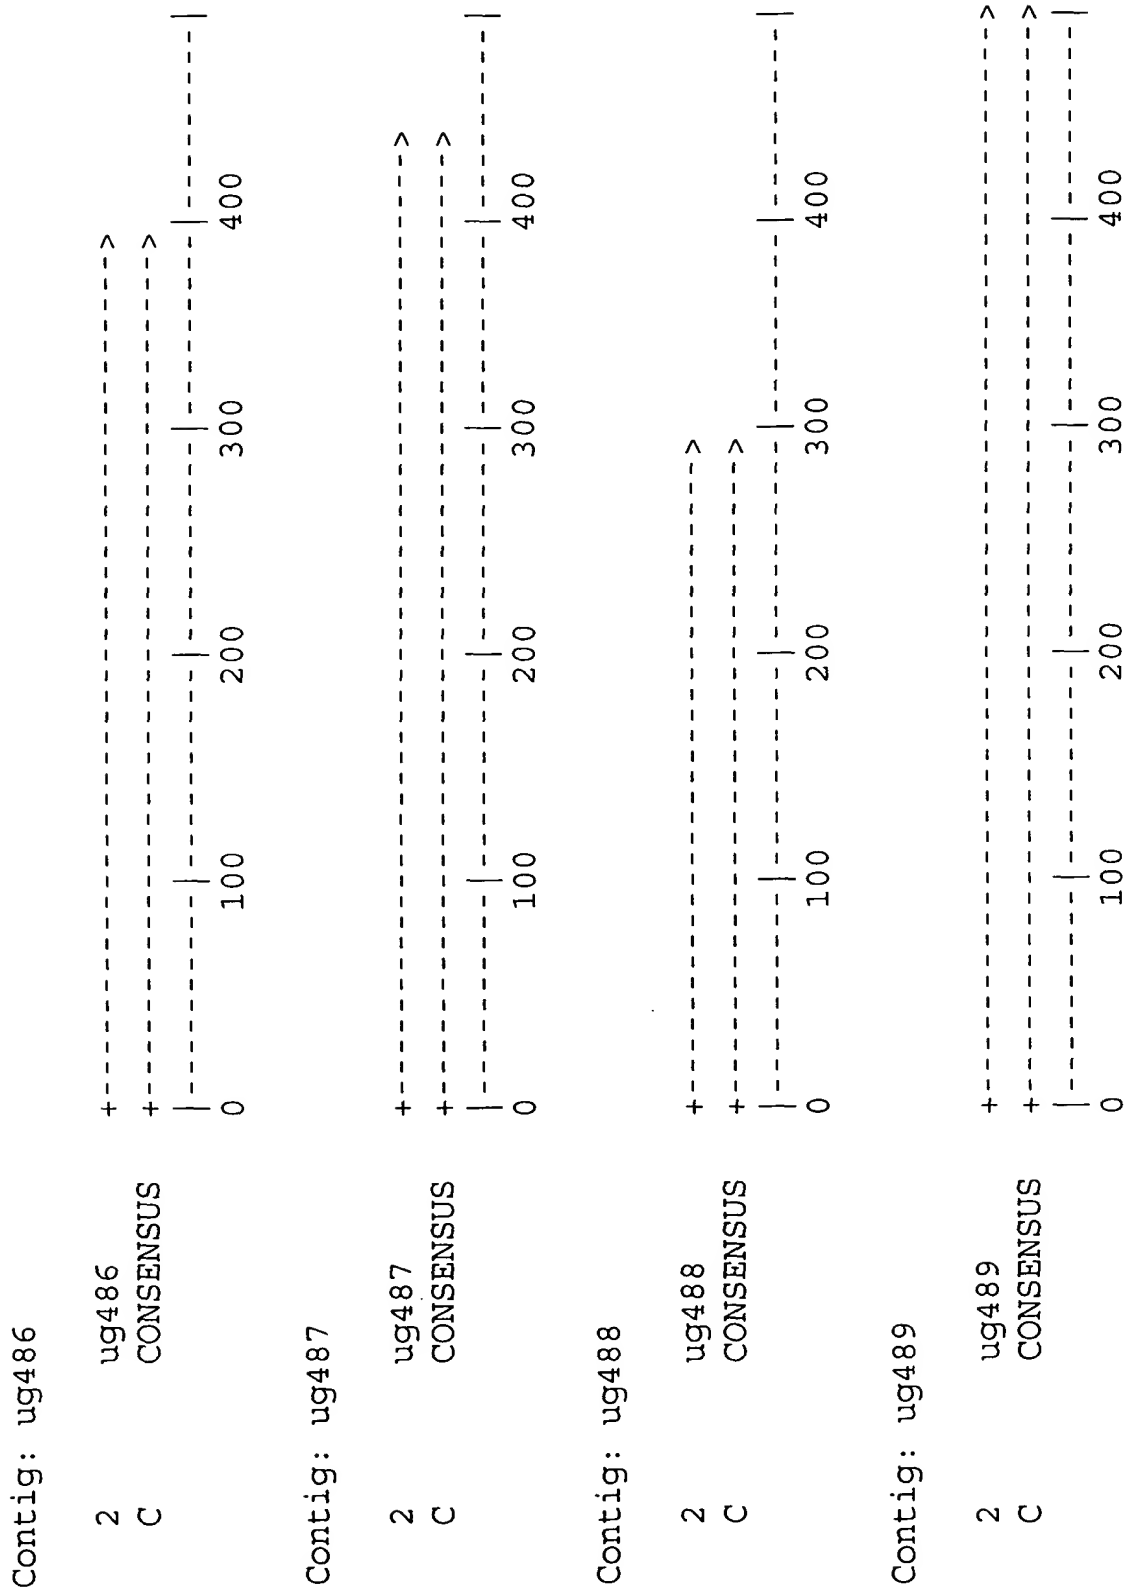 Contig: ug486
2 ug486 +----------------------------------------->
C CONSENSUS +----------------------------------------->
|----------|----------|----------|---------|---------|
0 100 200 300 400
Contig: ug487
2 ug487 +---------------------------------------------->
C CONSENSUS +---------------------------------------------->
|----------|----------|----------|---------|---------|
0 100 200 300 400
Contig: ug488
2 ug488 +------------------------------->
C CONSENSUS +------------------------------->
|----------|----------|----------|---------|---------|
0 100 200 300 400
Contig: ug489
2 ug489 +---------------------------------------------------->
C CONSENSUS +---------------------------------------------------->
|----------|----------|----------|---------|---------|
0 100 200 300 400